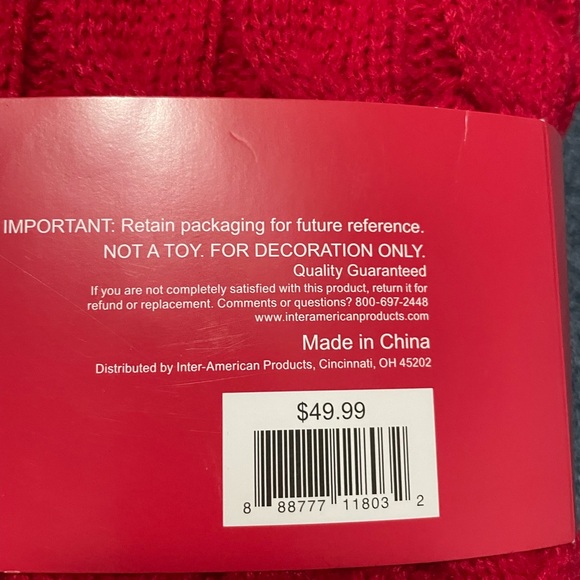 IMPORTANT: Retain packaging for future reference.
NOT A TOY. FOR DECORATION ONLY.
Quality Guaranteed
If you are not completely satisfied with this product, return it for
refund or replacement. Comments or questions? 800-697-2448
www.interamericanproducts.com
Made in China
Distributed by Inter-American Products, Cincinnati, OH 45202
$49.99
8 88777 11803 2